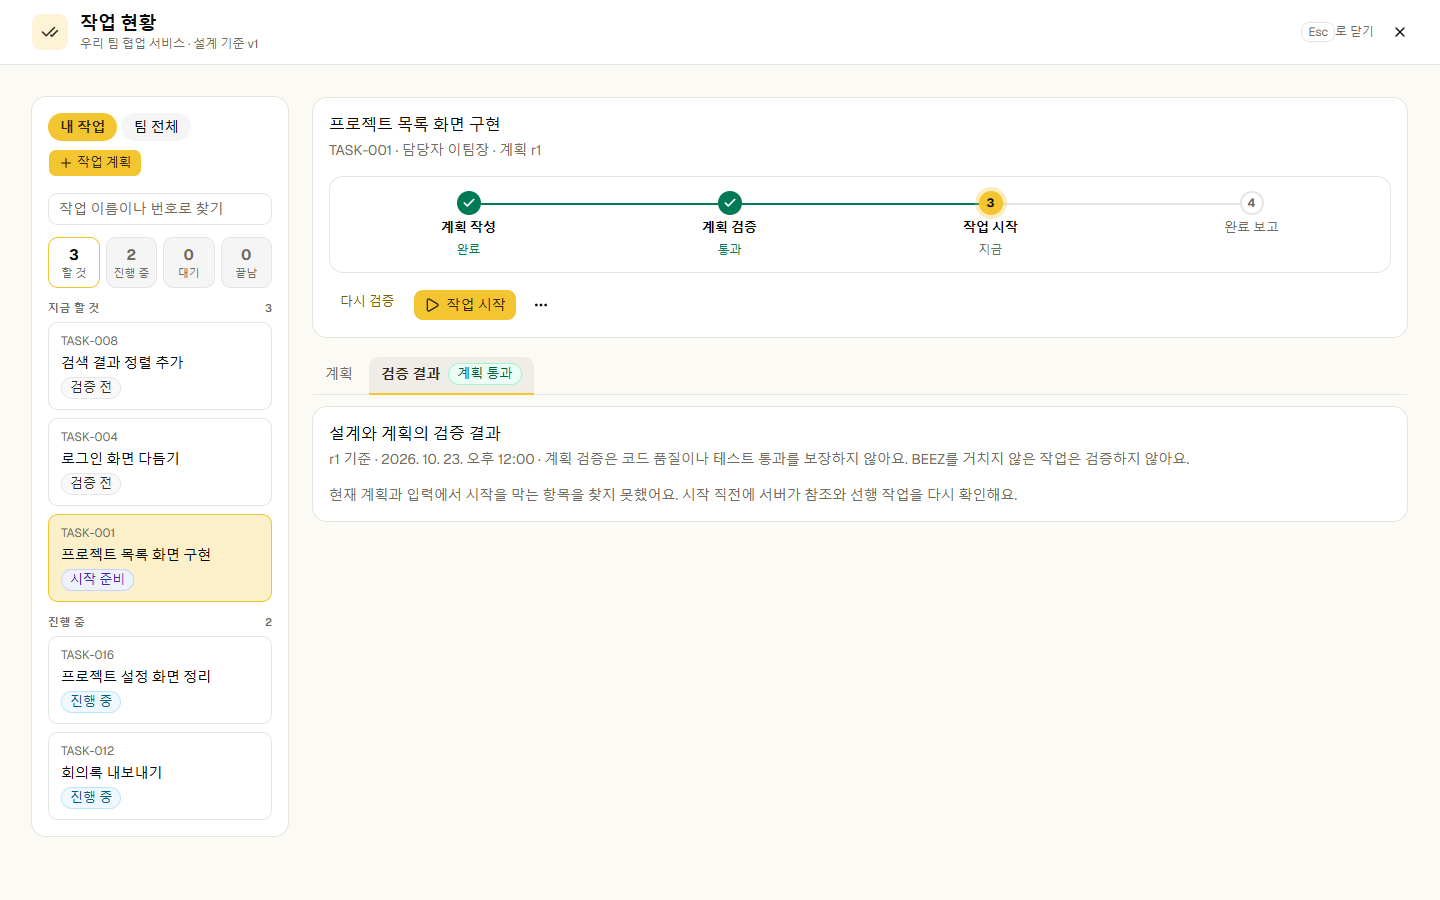 작업 현황
우리 팀 협업 서비스 · 설계 기준 v1
Esc로 닫기
내 작업
팀 전체
작업 계획
작업 이름이나 번호로 찾기
3
할 것
2
진행 중
0
대기
0
끝남
지금 할 것 3
TASK-008
검색 결과 정렬 추가
검증 전
TASK-004
로그인 화면 다듬기
검증 전
TASK-001
프로젝트 목록 화면 구현
시작 준비
진행 중 2
TASK-016
프로젝트 설정 화면 정리
진행 중
TASK-012
회의록 내보내기
진행 중
프로젝트 목록 화면 구현
TASK-001 · 담당자 이팀장 · 계획 r1
계획 작성
완료
계획 검증
통과
3
작업 시작
지금
4
완료 보고
다시 검증
작업 시작
계획
검증 결과
계획 통과
설계와 계획의 검증 결과
r1 기준 · 2026. 10. 23. 오후 12:00 · 계획 검증은 코드 품질이나 테스트 통과를 보장하지 않아요. BEEZ를 거치지 않은 작업은 검증하지 않아요.
현재 계획과 입력에서 시작을 막는 항목을 찾지 못했어요. 시작 직전에 서버가 참조와 선행 작업을 다시 확인해요.